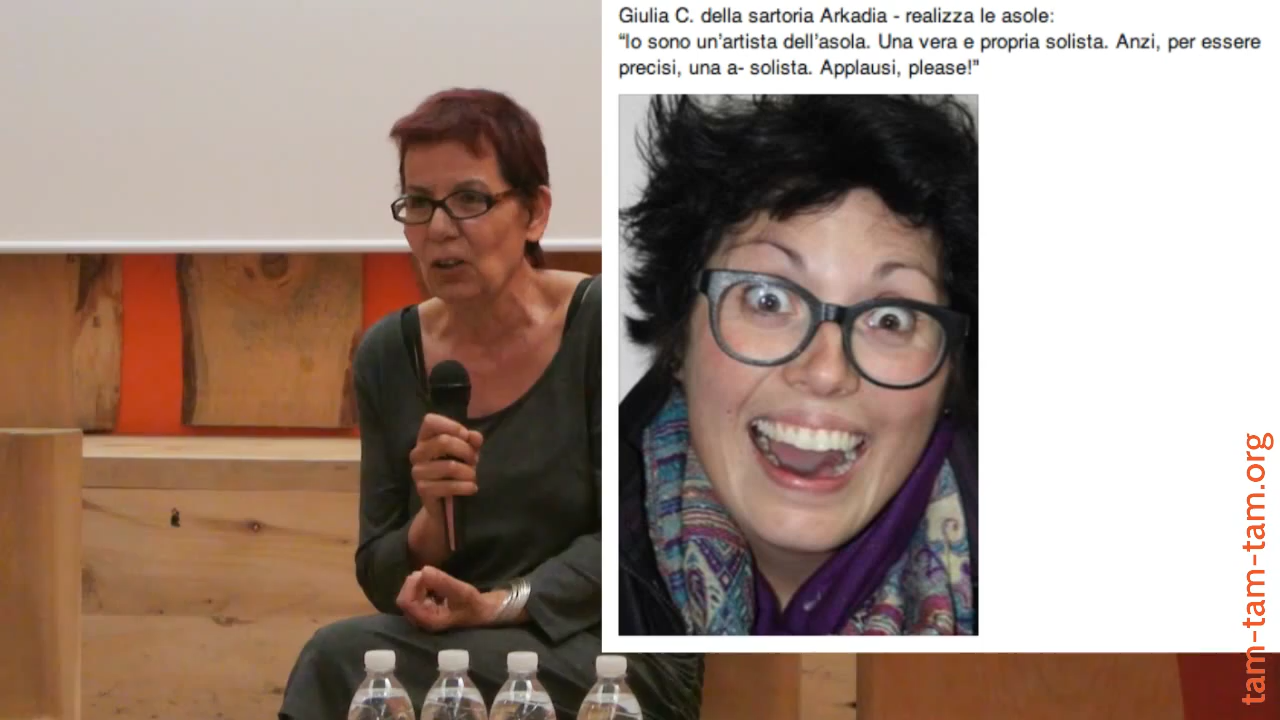 Giulia C. della sartoria Arkadia - realizza le asole:
“Io sono un’artista dell’asola. Una vera e propria solista. Anzi, per essere
precisi, una a- solista. Applausi, please!”
tam-tam-tam.org